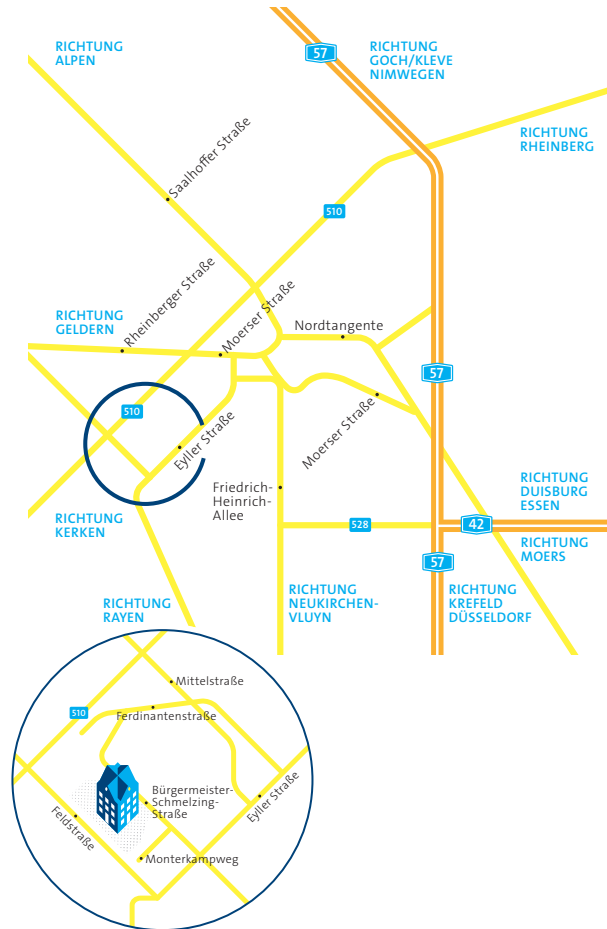 RICHTUNG
ALPEN
57
RICHTUNG
GOCH/KLEVE
NIMWEGEN
RICHTUNG
RHEINBERG
Saalhoffer Straße
510
Rheinberger Straße
Moerser Straße
RICHTUNG
GELDERN
Nordtangente
57
510
Eyller Straße
Moerser Straße
Friedrich-
Heinrich-
Allee
RICHTUNG
DUISBURG
ESSEN
RICHTUNG
KERKEN
528
42
RICHTUNG
MOERS
57
RICHTUNG
RAYEN
RICHTUNG
NEUKIRCHEN-
VLUYN
RICHTUNG
KREFELD
DÜSSELDORF
Mittelstraße
510
Ferdinantenstraße
Bürgermeister-
Schmelzing-
Straße
Eyller Straße
Feldstraße
Monterkampweg